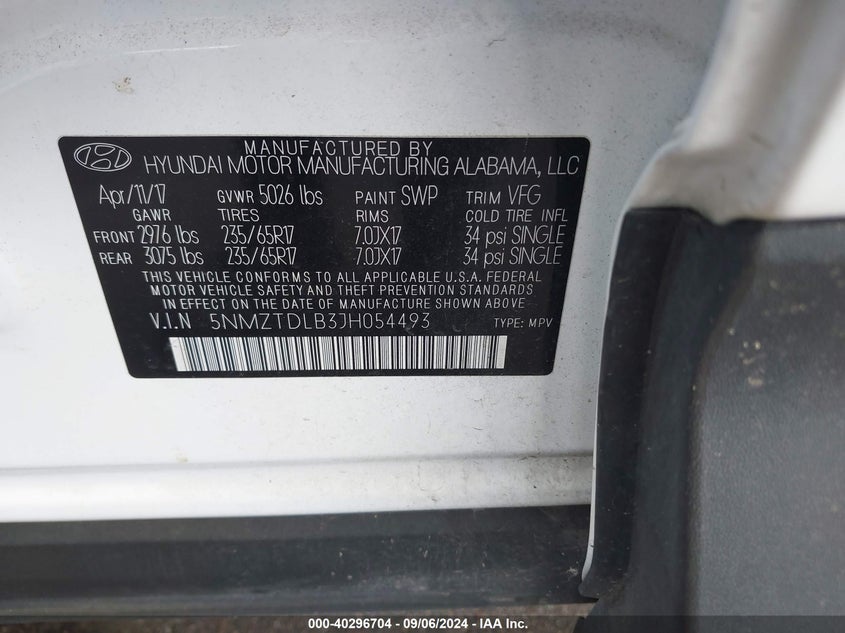 MANUFACTURED BY
HYUNDAI MOTOR MANUFACTURING ALABAMA, LLC
Apr/11/17 GVWR 5026 lbs PAINT SWP TRIM VFG
GAWR TIRES RIMS COLD TIRE INFL
FRONT 2976 lbs 235/65R17 7.0JX17 34 psi SINGLE
REAR 3075 lbs 235/65R17 7.0JX17 34 psi SINGLE
THIS VEHICLE CONFORMS TO ALL APPLICABLE U.S.A. FEDERAL
MOTOR VEHICLE SAFETY AND THEFT PREVENTION STANDARDS
IN EFFECT ON THE DATE OF MANUFACTURE SHOWN ABOVE
V.I.N 5NMZTDLB3JH054493 TYPE: MPV
000-40296704 - 09/06/2024 - IAA Inc.